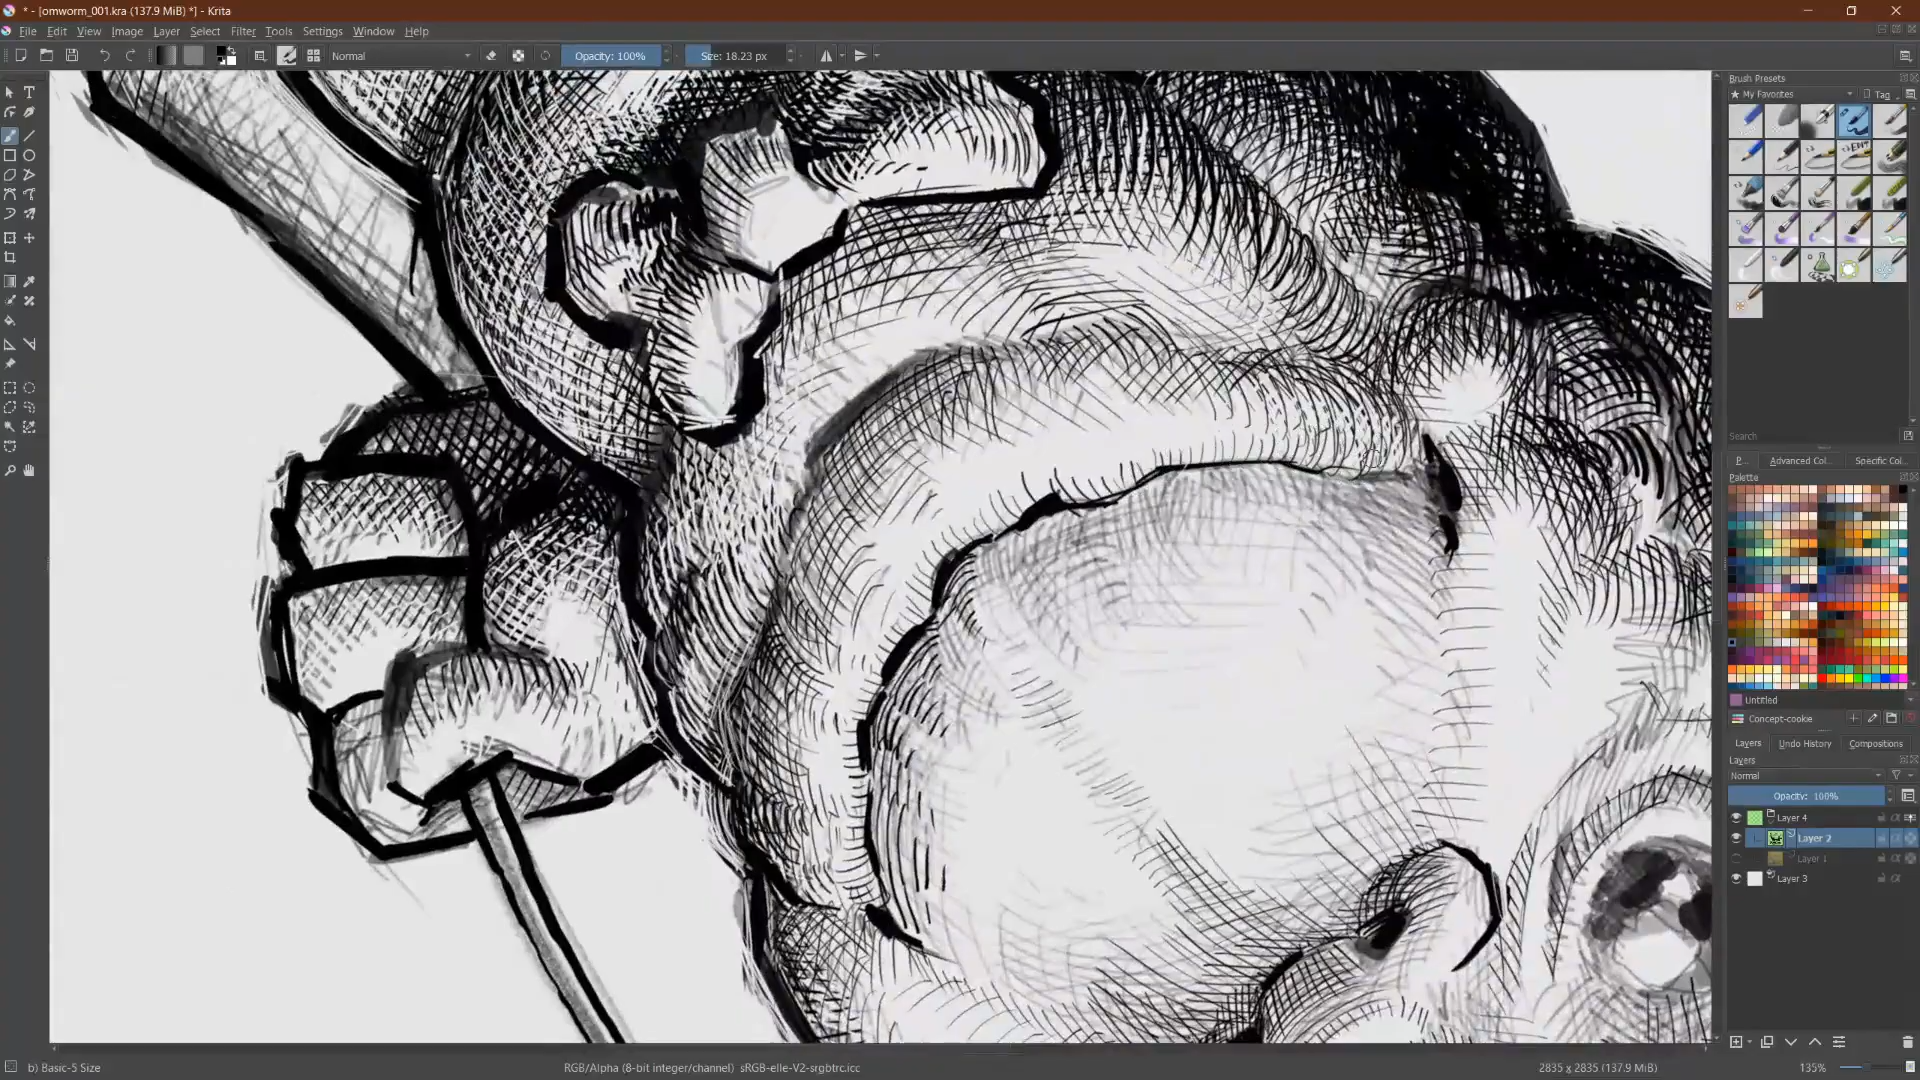 * - [omworm_001.kra (137.9 MiB) *] - Krita
File Edit View Image Layer Select Filter Tools Settings Window Help
Normal
Opacity: 100%
Size: 18.23 px
Brush Presets
★ My Favorites
Tag
Search
P... Advanced Col... Specific Col...
Palette
Untitled
Concept-cookie
Layers Undo History Compositions
Layers
Normal
Opacity: 100%
Layer 4
Layer 2
Layer 1
Layer 3
b) Basic-5 Size
RGB/Alpha (8-bit integer/channel) sRGB-elle-V2-srgbtrc.icc
2835 x 2835 (137.9 MiB)
135%